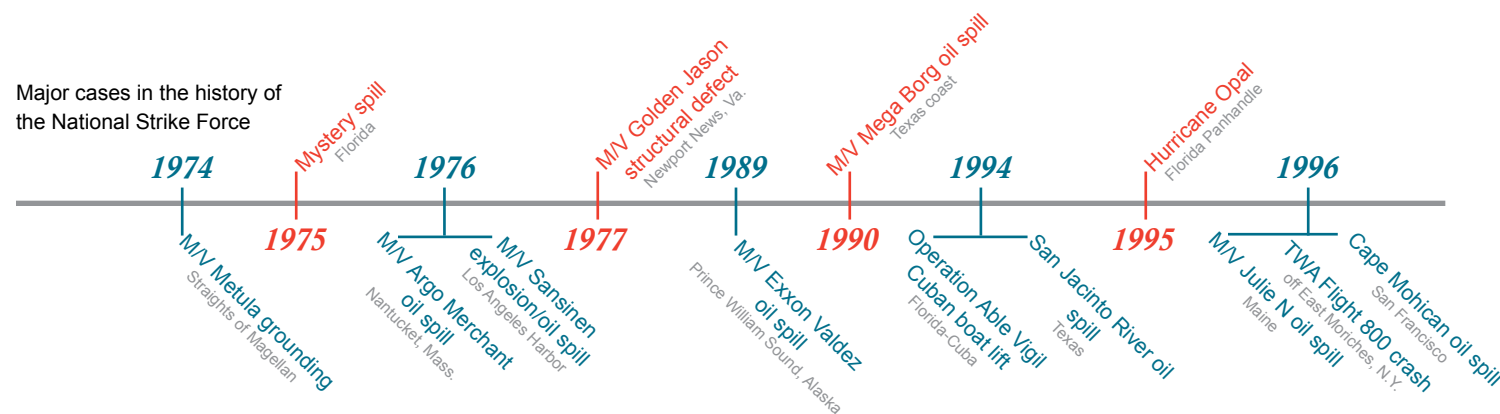 Major cases in the history of
the National Strike Force
1974
M/V Metula grounding
Straights of Magellan
Mystery spill
Florida
1975
1976
M/V Argo Merchant
oil spill
Nantucket, Mass.
M/V Sansinen
explosion/oil spill
Los Angeles Harbor
M/V Golden Jason
structural defect
Newport News, Va.
1977
1989
M/V Exxon Valdez
oil spill
Prince William Sound, Alaska
M/V Mega Borg oil spill
Texas coast
1990
1994
Operation Able Vigil
Cuban boat lift
Florida-Cuba
San Jacinto River oil
spill
Texas
Hurricane Opal
Florida Panhandle
1995
1996
M/V Julie N oil spill
Maine
TWA Flight 800 crash
off East Moriches, N.Y.
Cape Mohican oil spill
San Francisco